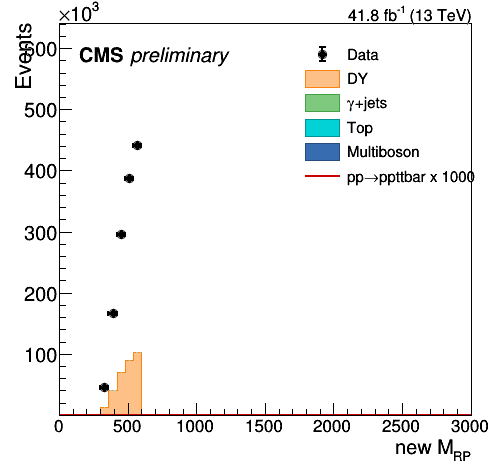 ×10³
41.8 fb⁻¹ (13 TeV)
Events
CMS preliminary
Data
DY
γ+jets
Top
Multiboson
pp→ppttbar x 1000
600
500
400
300
200
100
0 500 1000 1500 2000 2500 3000
new M_RP